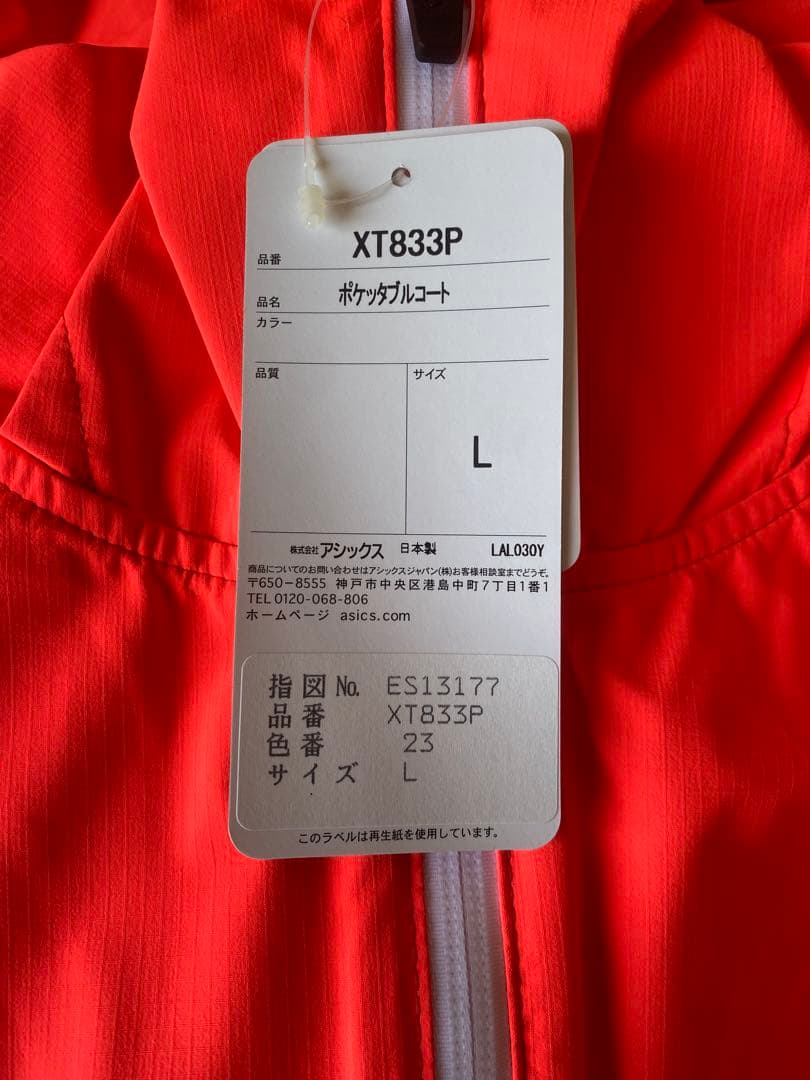 品番 XT833P
品名 ポケッタブルコート
カラー
品質 サイズ
L
株式会社アシックス 日本製 LAL030Y
商品についてのお問い合わせはアシックスジャパン(株)お客様相談室までどうぞ。
〒650-8555 神戸市中央区港島中町7丁目1番1
TEL 0120-068-806
ホームページ asics.com
指図No. ES13177
品番 XT833P
色番 23
サイズ L
このラベルは再生紙を使用しています。